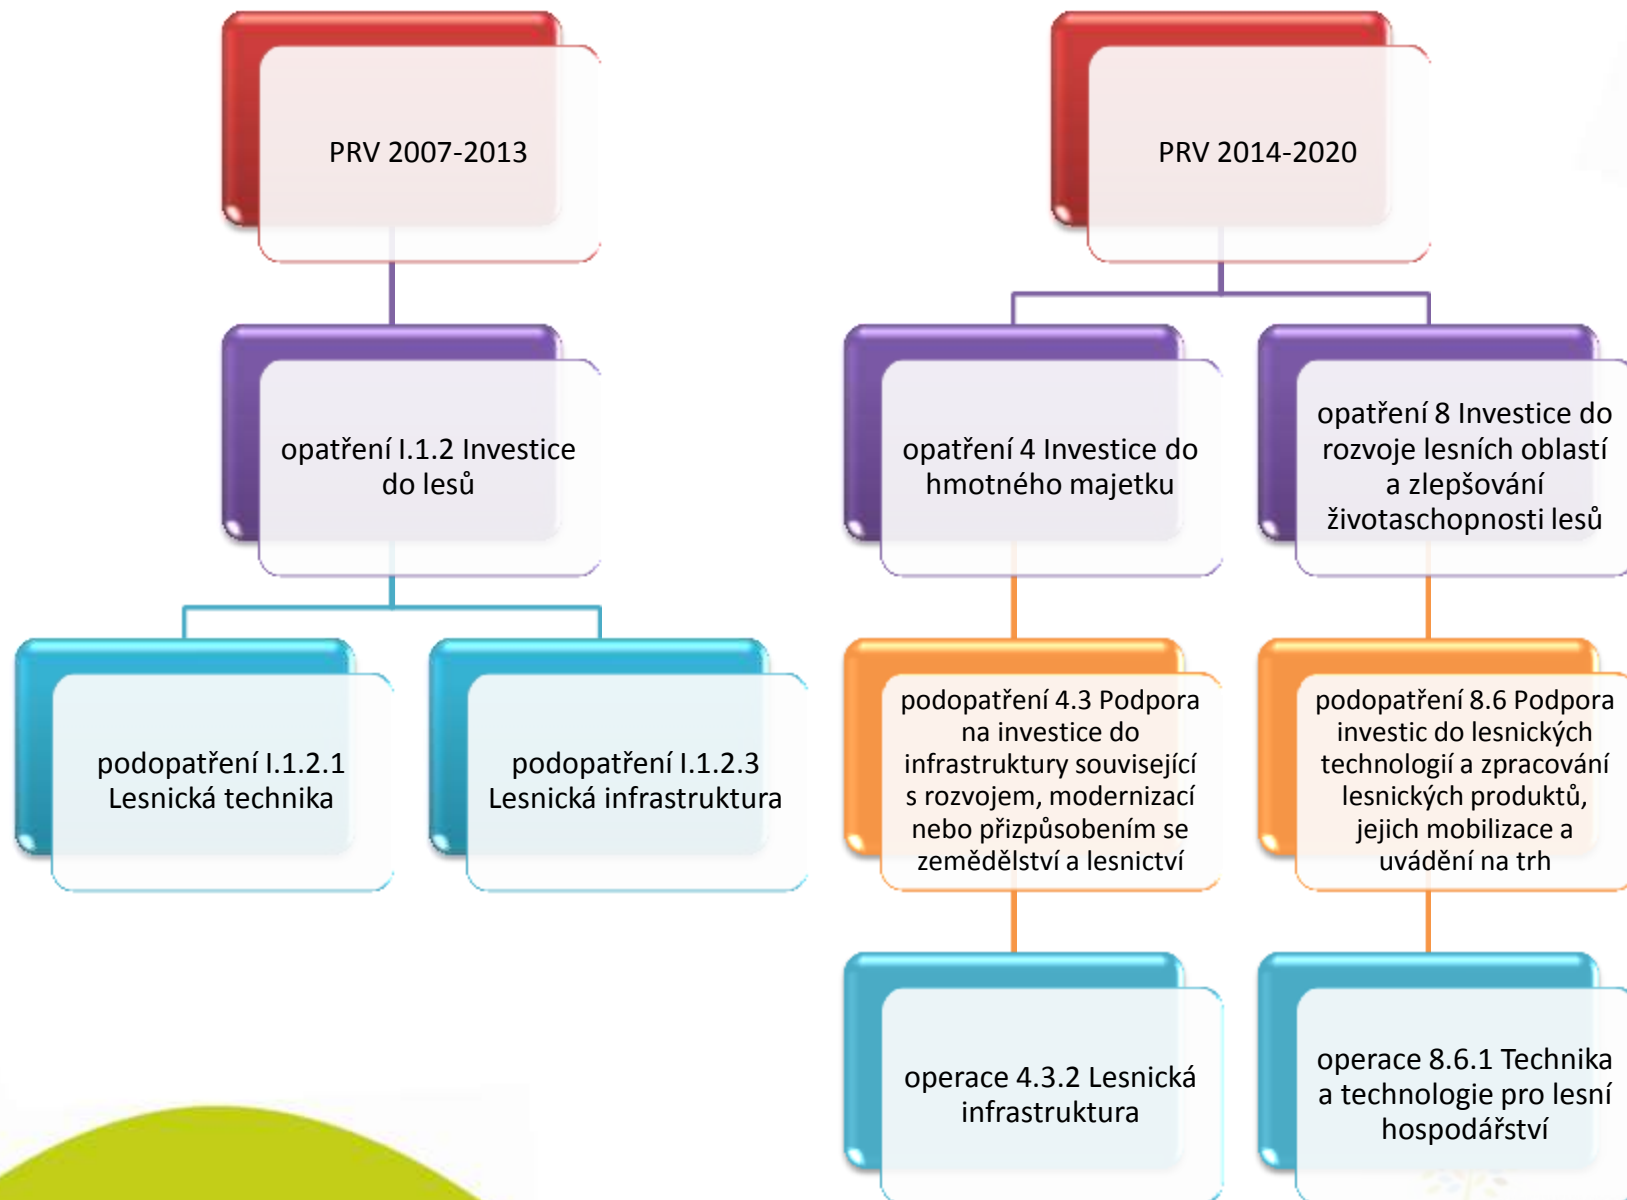 PRV 2007-2013
opatření I.1.2 Investice
do lesů
podopatření I.1.2.1
Lesnická technika
podopatření I.1.2.3
Lesnická infrastruktura
PRV 2014-2020
opatření 4 Investice do
hmotného majetku
opatření 8 Investice do
rozvoje lesních oblastí
a zlepšování
životaschopnosti lesů
podopatření 4.3 Podpora
na investice do
infrastruktury související
s rozvojem, modernizací
nebo přizpůsobením se
zemědělství a lesnictví
podopatření 8.6 Podpora
investic do lesnických
technologií a zpracování
lesnických produktů,
jejich mobilizace a
uvádění na trh
operace 4.3.2 Lesnická
infrastruktura
operace 8.6.1 Technika
a technologie pro lesní
hospodářství